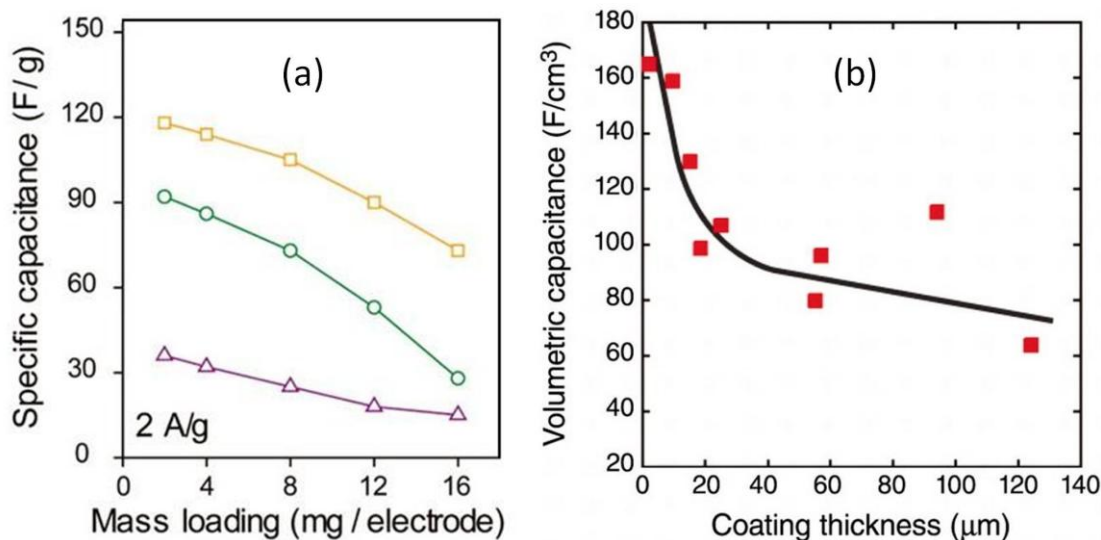 (a)
Specific capacitance (F/g)
150
120
90
60
30
0
2 A/g
0 4 8 12 16
Mass loading (mg / electrode)
(b)
Volumetric capacitance (F/cm³)
180
160
140
120
100
80
60
40
20
0 20 40 60 80 100 120 140
Coating thickness (μm)